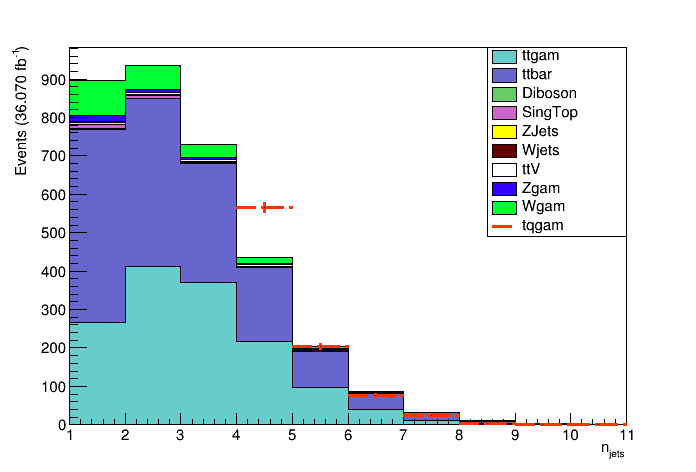 Events (36.070 fb-1)
900
800
700
600
500
400
300
200
100
0
1 2 3 4 5 6 7 8 9 10 11
njets
ttgam
ttbar
Diboson
SingTop
ZJets
Wjets
ttV
Zgam
Wgam
tqgam